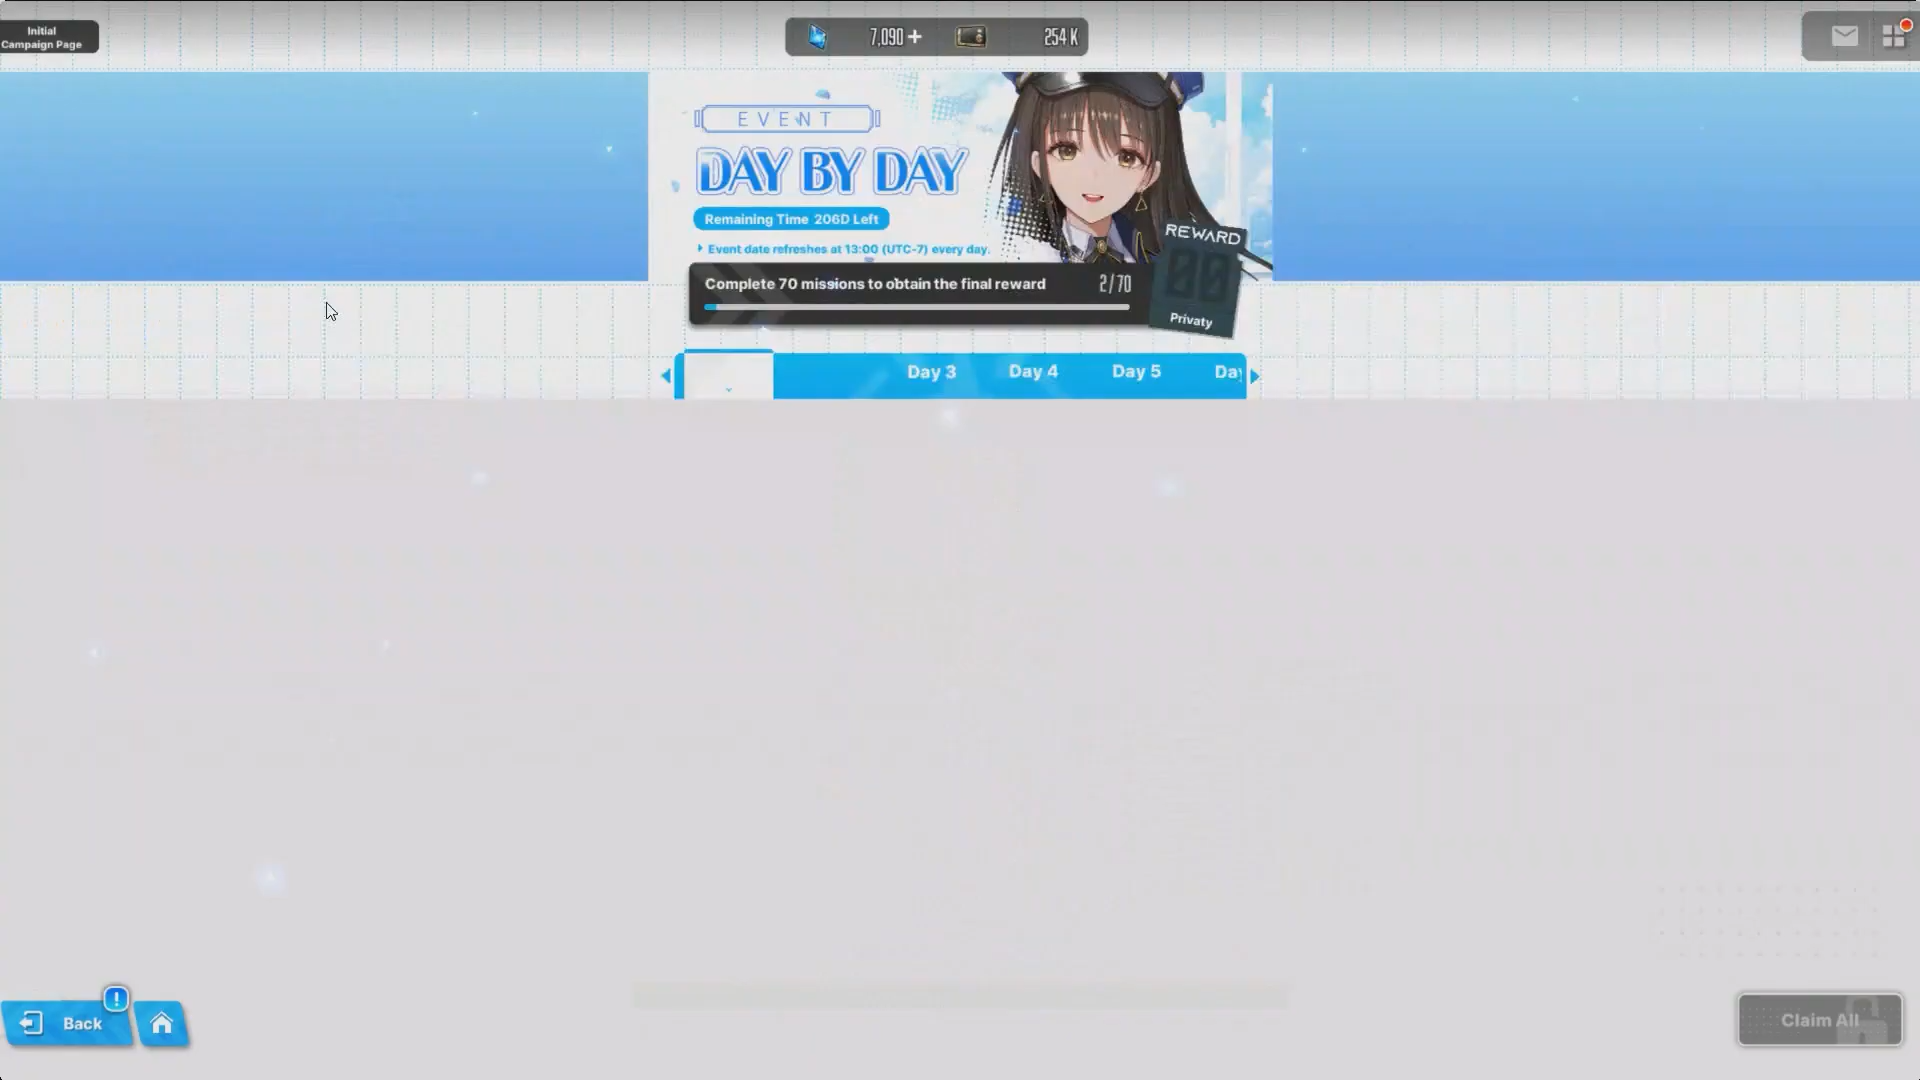 Initial
Campaign Page
7,090
254 K
EVENT
DAY BY DAY
Remaining Time 206D Left
Event date refreshes at 13:00 (UTC-7) every day.
REWARD
Complete 70 missions to obtain the final reward
2/70
Privaty
Day 3
Day 4
Day 5
Day
!
Back
Claim All